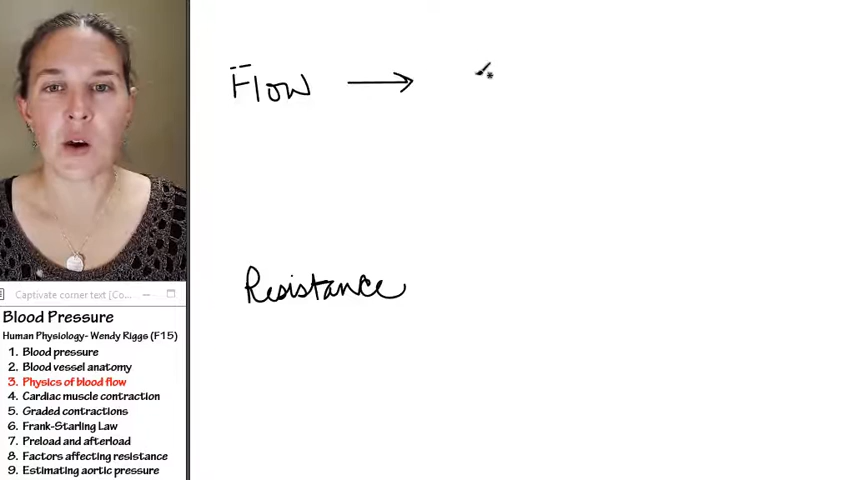 Flow →
Resistance
Captivate corner text [Co...
Blood Pressure
Human Physiology- Wendy Riggs (F15)
1. Blood pressure
2. Blood vessel anatomy
3. Physics of blood flow
4. Cardiac muscle contraction
5. Graded contractions
6. Frank-Starling Law
7. Preload and afterload
8. Factors affecting resistance
9. Estimating aortic pressure